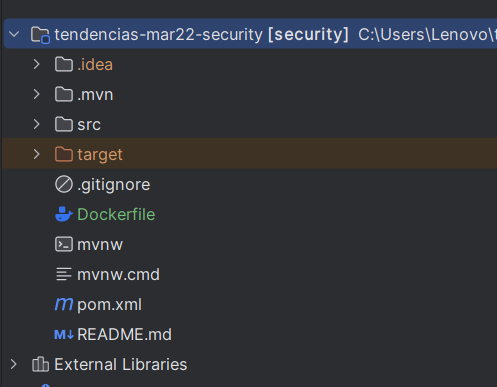 tendencias-mar22-security [security] C:\Users\Lenovo\t
.idea
.mvn
src
target
.gitignore
Dockerfile
mvnw
mvnw.cmd
m pom.xml
M↓ README.md
External Libraries